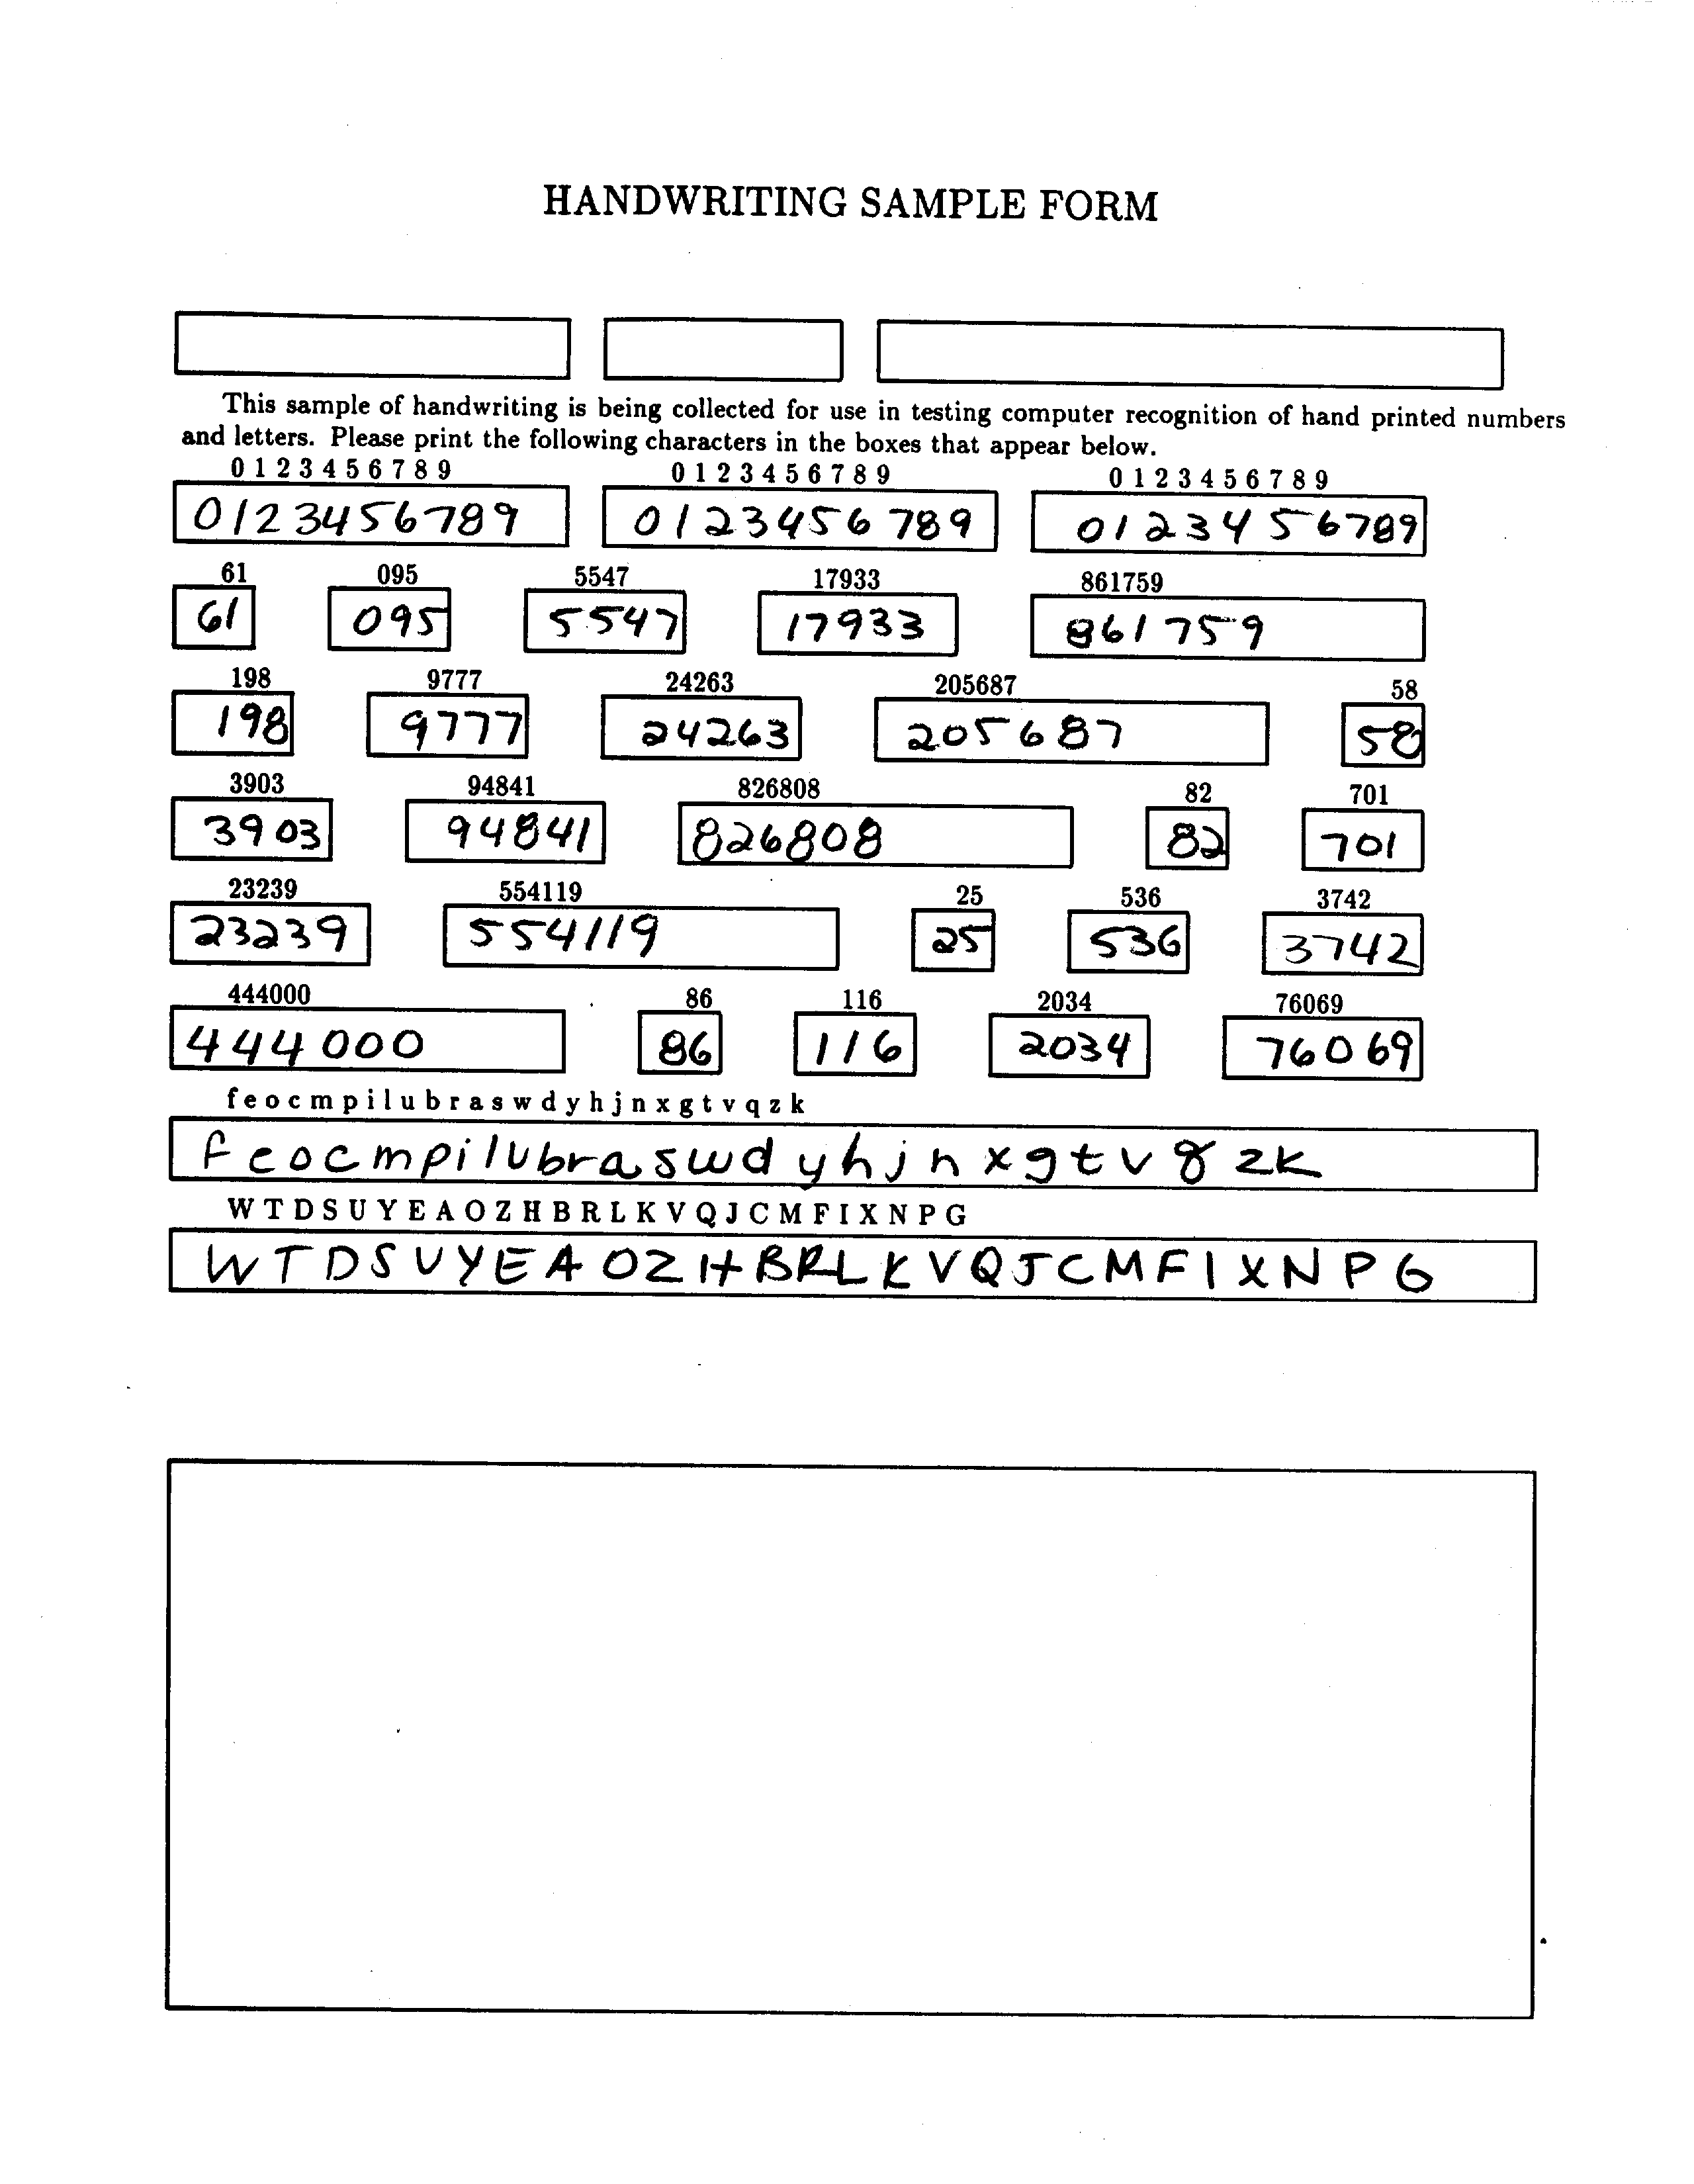 HANDWRITING SAMPLE FORM
This sample of handwriting is being collected for use in testing computer recognition of hand printed numbers
and letters. Please print the following characters in the boxes that appear below.
0 1 2 3 4 5 6 7 8 9 0 1 2 3 4 5 6 7 8 9 0 1 2 3 4 5 6 7 8 9
0123456789 0123456789 0123456789
61 095 5547 17933 861759
61 095 5547 17933 861759
198 9777 24263 205687 58
198 9777 24263 205687 58
3903 94841 826808 82 701
3903 94841 826808 82 701
23239 554119 25 536 3742
23239 554119 25 536 3742
444000 86 116 2034 76069
444000 86 116 2034 76069
f e o c m p i l u b r a s w d y h j n x g t v q z k
f e o c m p i l u b r a s w d y h j n x g t v q z k
W T D S U Y E A O Z H B R L K V Q J C M F I X N P G
W T D S U Y E A O Z H B R L K V Q J C M F I X N P G